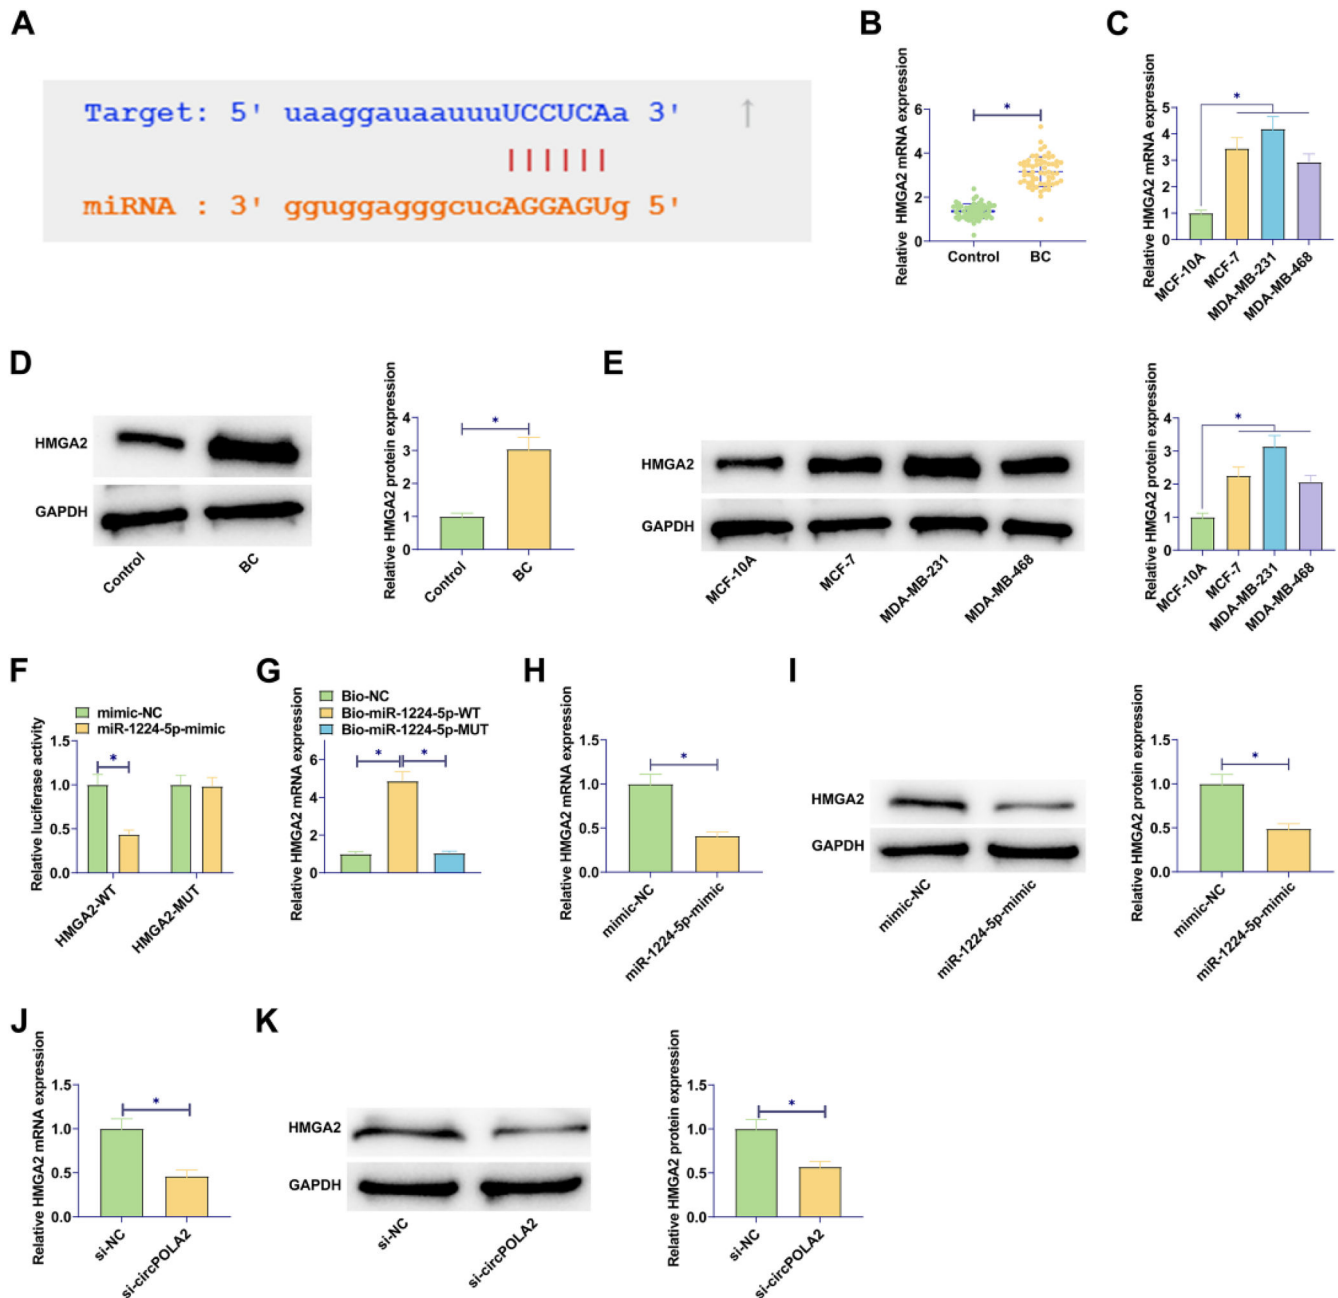 A
Target: 5' uaaggauaauuuUCCUCAa 3' ↑
miRNA : 3' gguggagggcucAGGAGUg 5'
B
Relative HMGA2 mRNA expression
6
4
2
0
*
Control
BC
C
Relative HMGA2 mRNA expression
5
4
3
2
1
0
*
MCF-10A
MCF-7
MDA-MB-231
MDA-MB-468
D
HMGA2
GAPDH
Control
BC
Relative HMGA2 protein expression
4
3
2
1
0
*
Control
BC
E
HMGA2
GAPDH
MCF-10A
MCF-7
MDA-MB-231
MDA-MB-468
Relative HMGA2 protein expression
4
3
2
1
0
*
MCF-10A
MCF-7
MDA-MB-231
MDA-MB-468
F
mimic-NC
miR-1224-5p-mimic
Relative luciferase activity
1.5
1.0
0.5
0.0
*
HMGA2-WT
HMGA2-MUT
G
Bio-NC
Bio-miR-1224-5p-WT
Bio-miR-1224-5p-MUT
Relative HMGA2 mRNA expression
6
4
2
0
* *
H
Relative HMGA2 mRNA expression
1.5
1.0
0.5
0.0
*
mimic-NC
miR-1224-5p-mimic
I
HMGA2
GAPDH
mimic-NC
miR-1224-5p-mimic
Relative HMGA2 protein expression
1.5
1.0
0.5
0.0
*
mimic-NC
miR-1224-5p-mimic
J
Relative HMGA2 mRNA expression
1.5
1.0
0.5
0.0
*
si-NC
si-circPOLA2
K
HMGA2
GAPDH
si-NC
si-circPOLA2
Relative HMGA2 protein expression
1.5
1.0
0.5
0.0
*
si-NC
si-circPOLA2